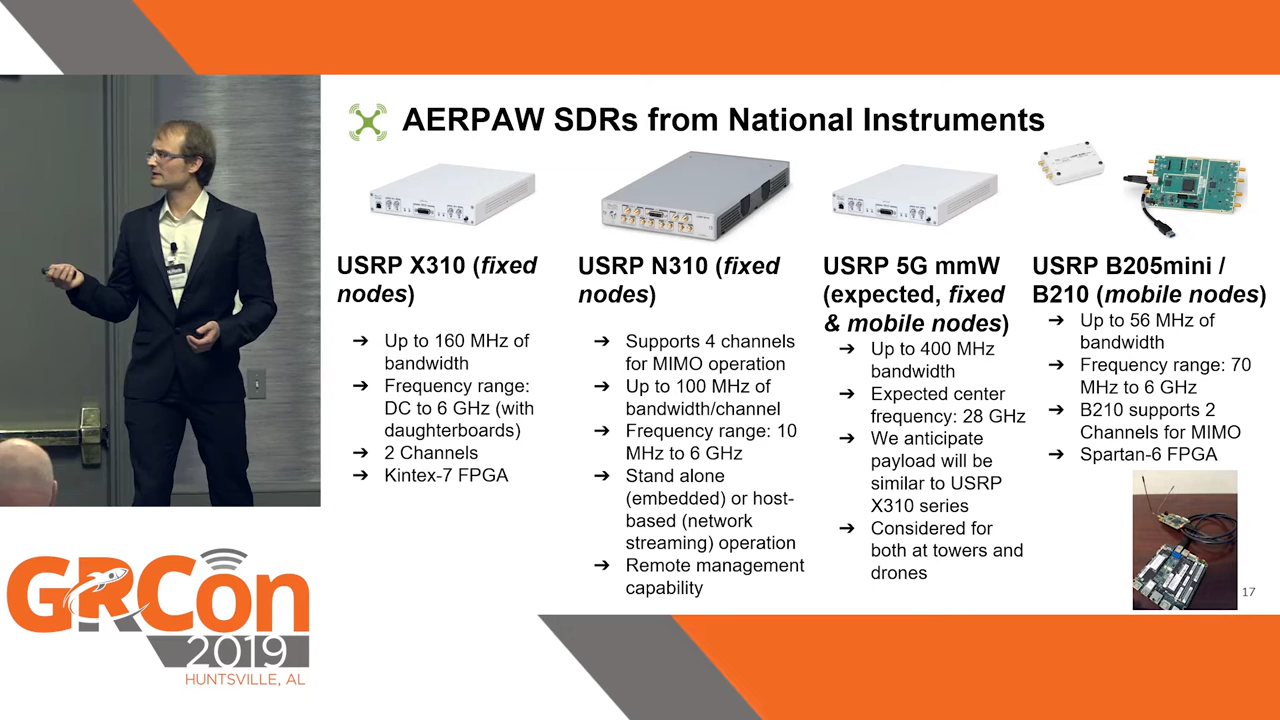 AERPAW SDRs from National Instruments
USRP X310 (fixed
nodes)
➔ Up to 160 MHz of
bandwidth
➔ Frequency range:
DC to 6 GHz (with
daughterboards)
➔ 2 Channels
➔ Kintex-7 FPGA
USRP N310 (fixed
nodes)
➔ Supports 4 channels
for MIMO operation
➔ Up to 100 MHz of
bandwidth/channel
➔ Frequency range: 10
MHz to 6 GHz
➔ Stand alone
(embedded) or host-
based (network
streaming) operation
➔ Remote management
capability
USRP 5G mmW
(expected, fixed
& mobile nodes)
➔ Up to 400 MHz
bandwidth
➔ Expected center
frequency: 28 GHz
➔ We anticipate
payload will be
similar to USRP
X310 series
➔ Considered for
both at towers and
drones
USRP B205mini /
B210 (mobile nodes)
➔ Up to 56 MHz of
bandwidth
➔ Frequency range: 70
MHz to 6 GHz
➔ B210 supports 2
Channels for MIMO
➔ Spartan-6 FPGA
17
GRCon
2019
HUNTSVILLE, AL